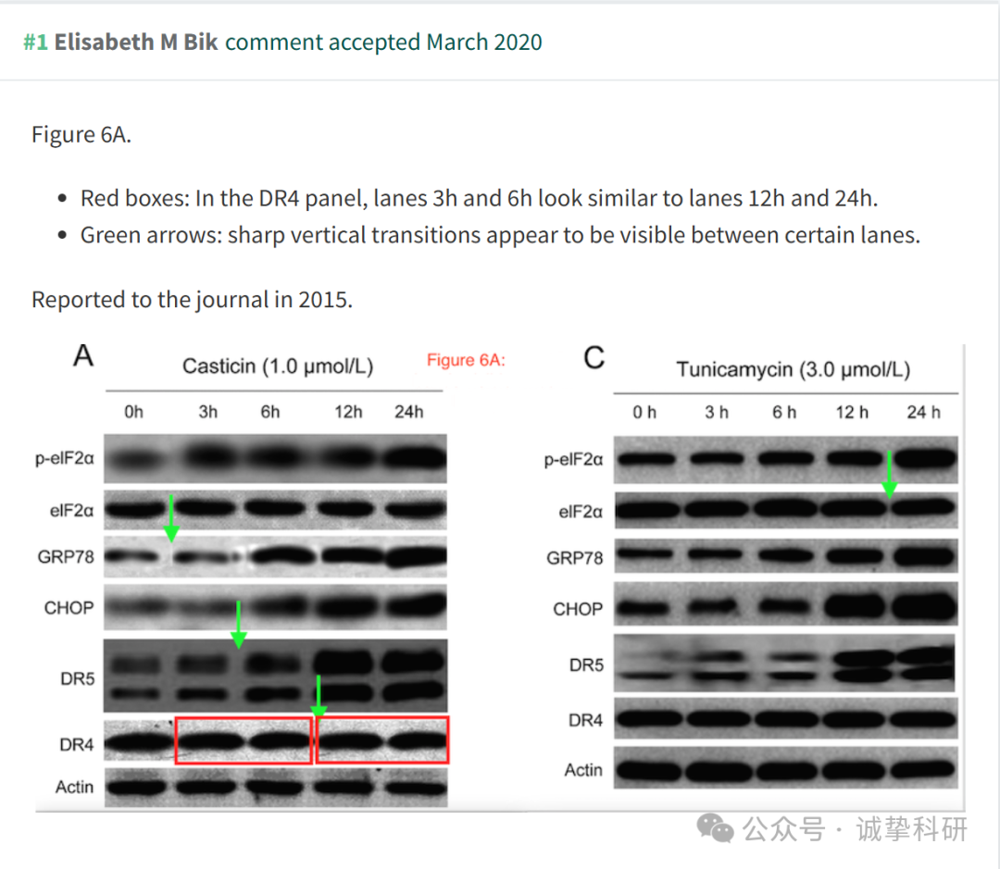 #1 Elisabeth M Bik comment accepted March 2020
Figure 6A.
Red boxes: In the DR4 panel, lanes 3h and 6h look similar to lanes 12h and 24h.
Green arrows: sharp vertical transitions appear to be visible between certain lanes.
Reported to the journal in 2015.
A
Casticin (1.0 μmol/L)
Figure 6A:
0h 3h 6h 12h 24h
p-eIF2α
eIF2α
GRP78
CHOP
DR5
DR4
Actin
C
Tunicamycin (3.0 μmol/L)
0 h 3 h 6 h 12 h 24 h
p-eIF2α
eIF2α
GRP78
CHOP
DR5
DR4
Actin
公众号 · 诚挚科研